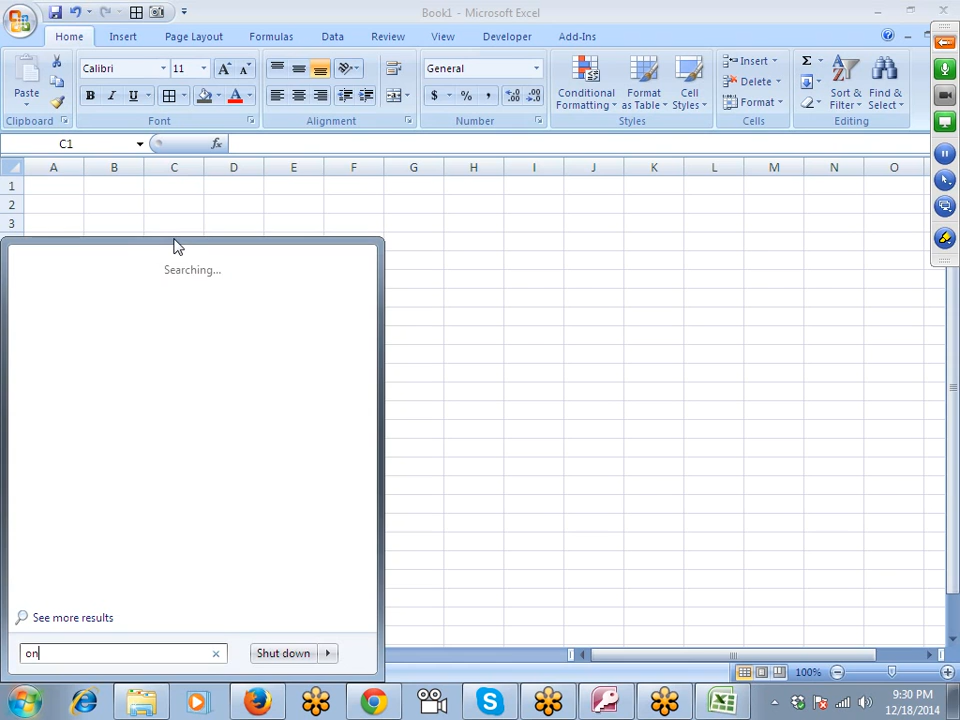 Book1 - Microsoft Excel
Home Insert Page Layout Formulas Data Review View Developer Add-Ins
Calibri 11 General
Paste B I U $ % , Conditional Formatting Format as Table Cell Styles Insert Delete Format Σ Sort & Filter Find & Select
Clipboard Font Alignment Number Styles Cells Editing
C1 fx
A B C D E F G H I J K L M N O
1
2
3
Searching...
See more results
on Shut down
100%
9:30 PM
12/18/2014